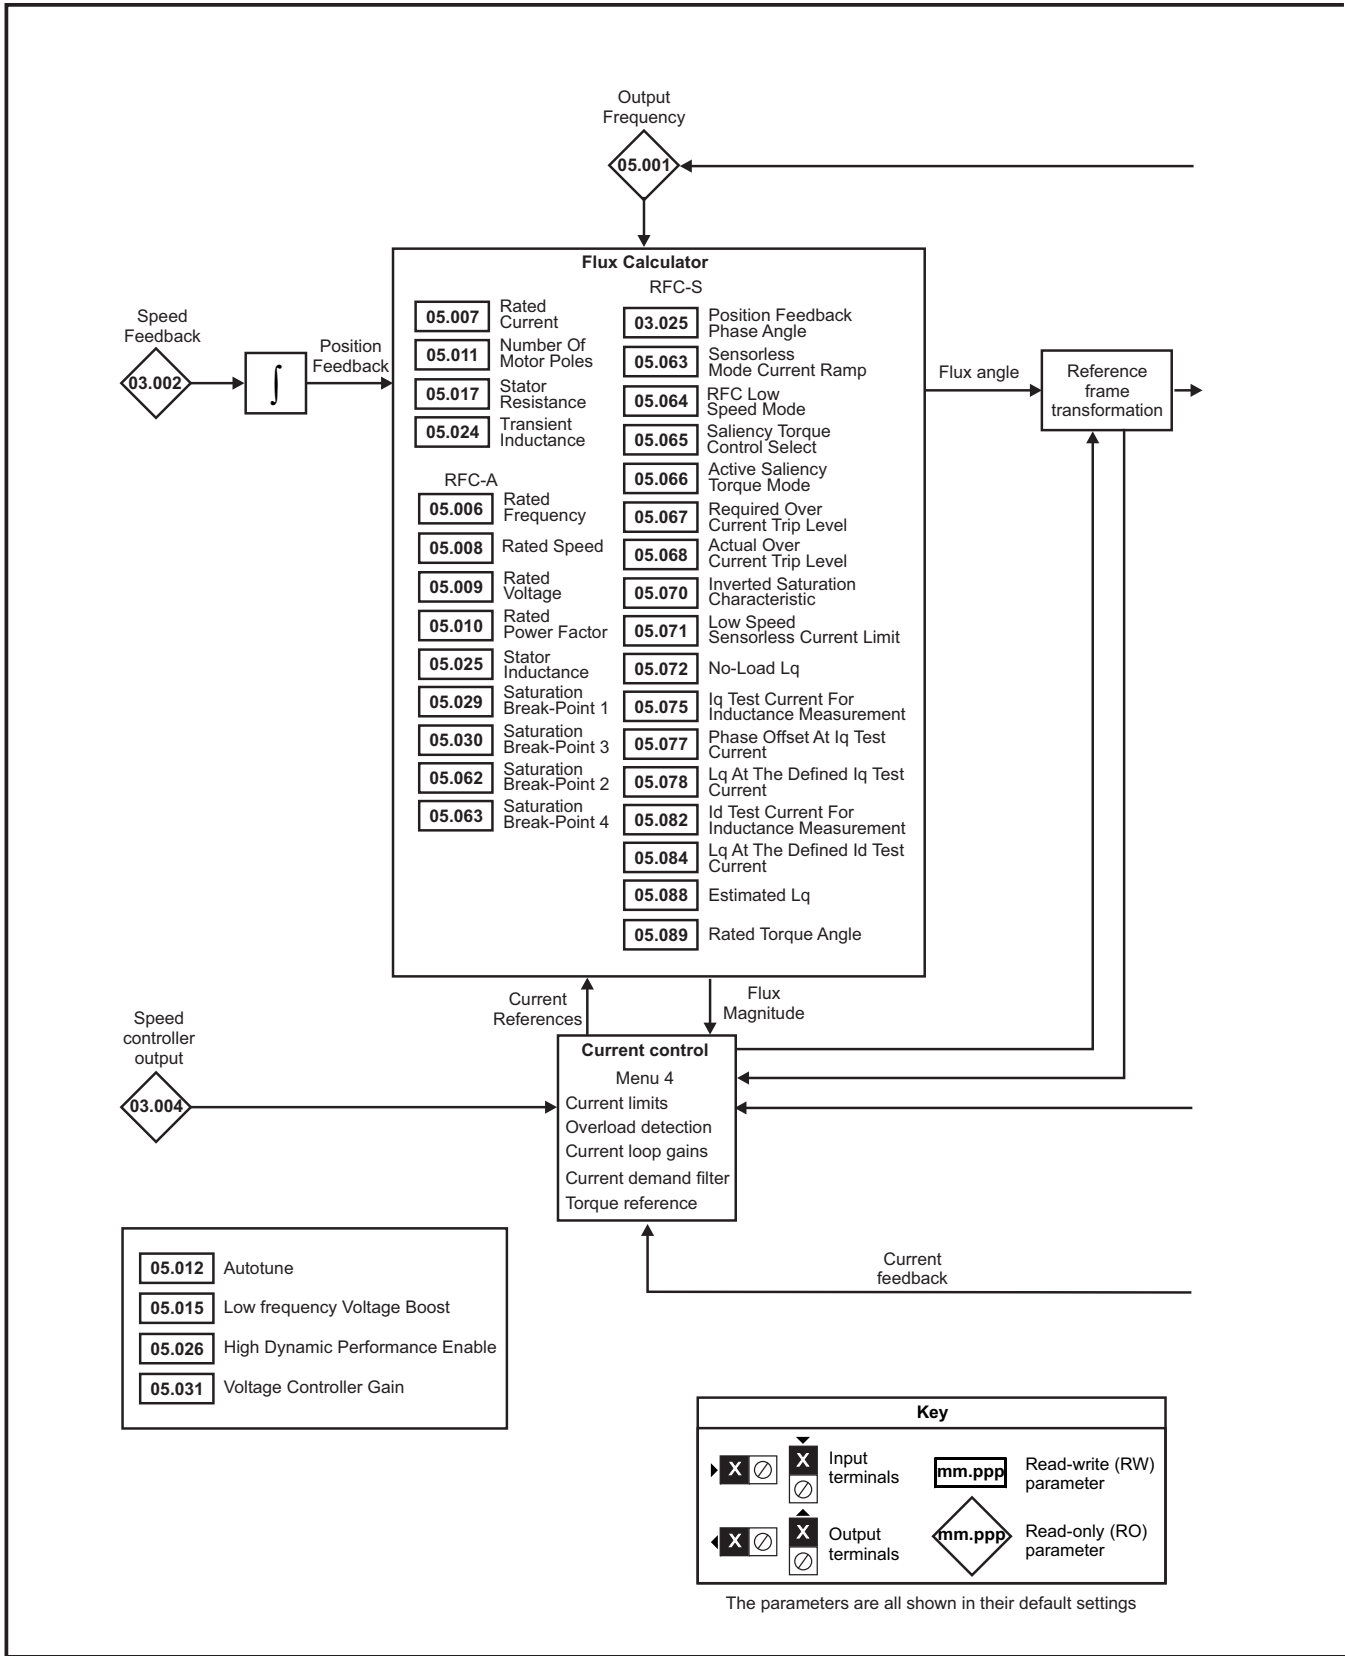 Output
Frequency
05.001
Flux Calculator
Speed
Feedback
03.002
∫
Position
Feedback
05.007 Rated
Current
05.011 Number Of
Motor Poles
05.017 Stator
Resistance
05.024 Transient
Inductance
RFC-A
05.006 Rated
Frequency
05.008 Rated Speed
05.009 Rated
Voltage
05.010 Rated
Power Factor
05.025 Stator
Inductance
05.029 Saturation
Break-Point 1
05.030 Saturation
Break-Point 3
05.062 Saturation
Break-Point 2
05.063 Saturation
Break-Point 4
RFC-S
03.025 Position Feedback
Phase Angle
05.063 Sensorless
Mode Current Ramp
05.064 RFC Low
Speed Mode
05.065 Saliency Torque
Control Select
05.066 Active Saliency
Torque Mode
05.067 Required Over
Current Trip Level
05.068 Actual Over
Current Trip Level
05.070 Inverted Saturation
Characteristic
05.071 Low Speed
Sensorless Current Limit
05.072 No-Load Lq
05.075 Iq Test Current For
Inductance Measurement
05.077 Phase Offset At Iq Test
Current
05.078 Lq At The Defined Iq Test
Current
05.082 Id Test Current For
Inductance Measurement
05.084 Lq At The Defined Id Test
Current
05.088 Estimated Lq
05.089 Rated Torque Angle
Flux angle
Reference
frame
transformation
Current
References
Flux
Magnitude
Speed
controller
output
03.004
Current control
Menu 4
Current limits
Overload detection
Current loop gains
Current demand filter
Torque reference
Current
feedback
05.012 Autotune
05.015 Low frequency Voltage Boost
05.026 High Dynamic Performance Enable
05.031 Voltage Controller Gain
Key
X X Input
terminals
mm.ppp Read-write (RW)
parameter
X X Output
terminals
mm.ppp Read-only (RO)
parameter
The parameters are all shown in their default settings